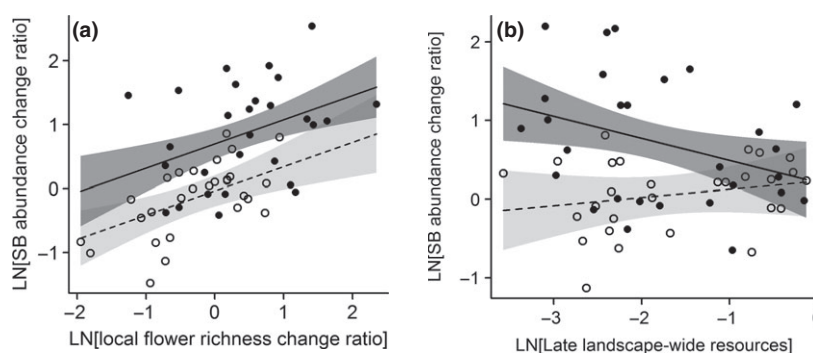 (a)
LN[SB abundance change ratio]
2
1
0
−1
−2 −1 0 1 2
LN[local flower richness change ratio]
(b)
LN[SB abundance change ratio]
2
1
0
−1
−3 −2 −1 0
LN[Late landscape-wide resources]